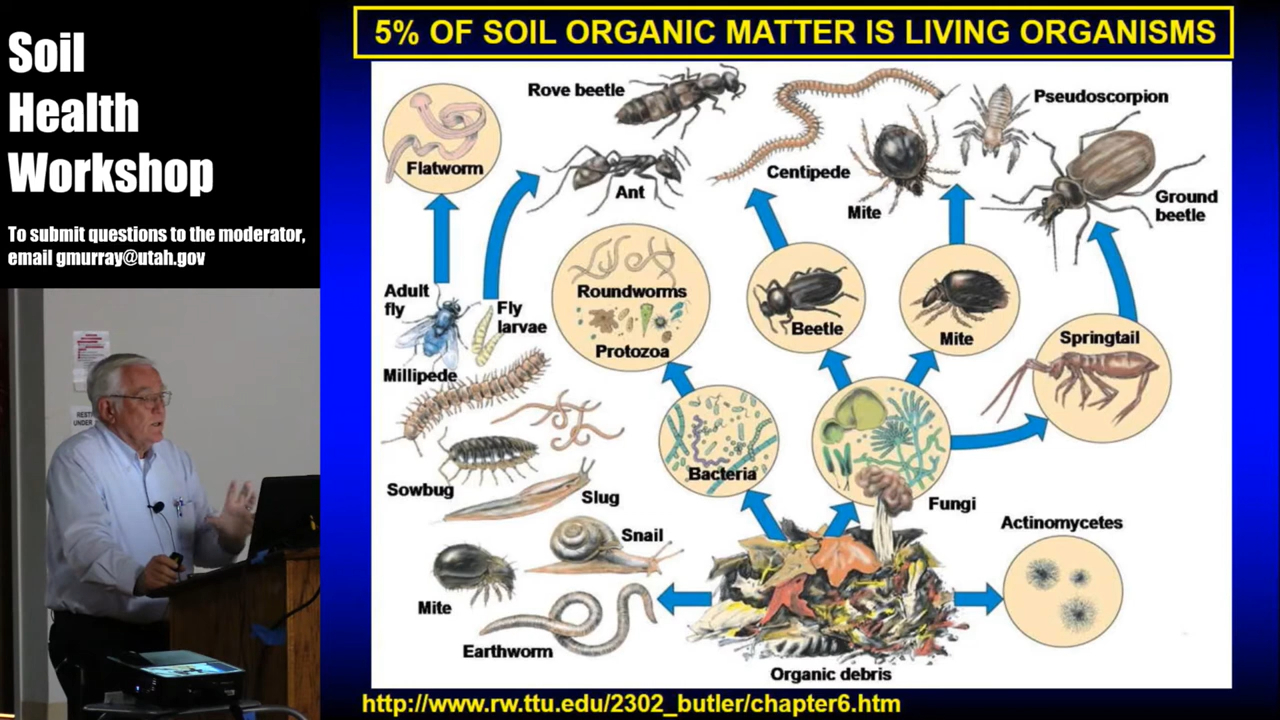 Soil
Health
Workshop
To submit questions to the moderator,
email gmurray@utah.gov
5% OF SOIL ORGANIC MATTER IS LIVING ORGANISMS
Rove beetle
Pseudoscorpion
Flatworm
Ant
Centipede
Mite
Ground
beetle
Adult
fly
Fly
larvae
Roundworms
Protozoa
Beetle
Mite
Springtail
Millipede
Bacteria
Sowbug
Slug
Fungi
Snail
Actinomycetes
Mite
Earthworm
Organic debris
http://www.rw.ttu.edu/2302_butler/chapter6.htm